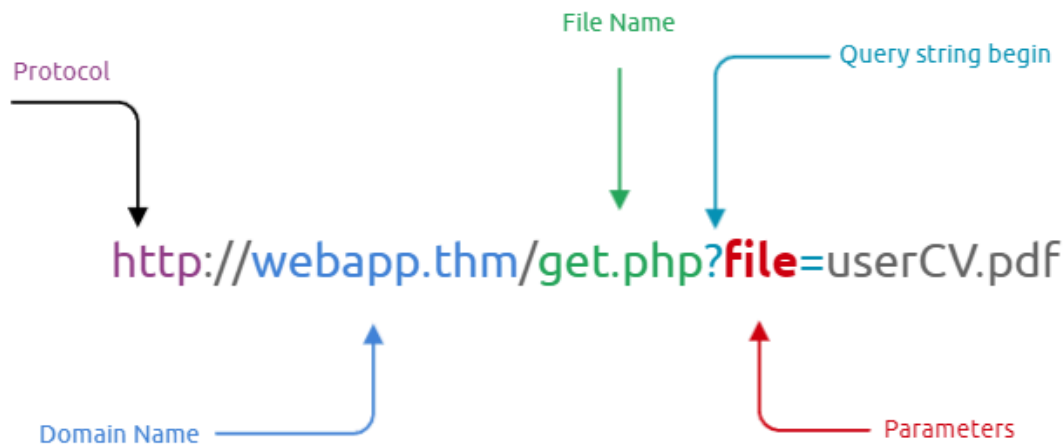 File Name
Query string begin
Protocol
http://webapp.thm/get.php?file=userCV.pdf
Domain Name
Parameters